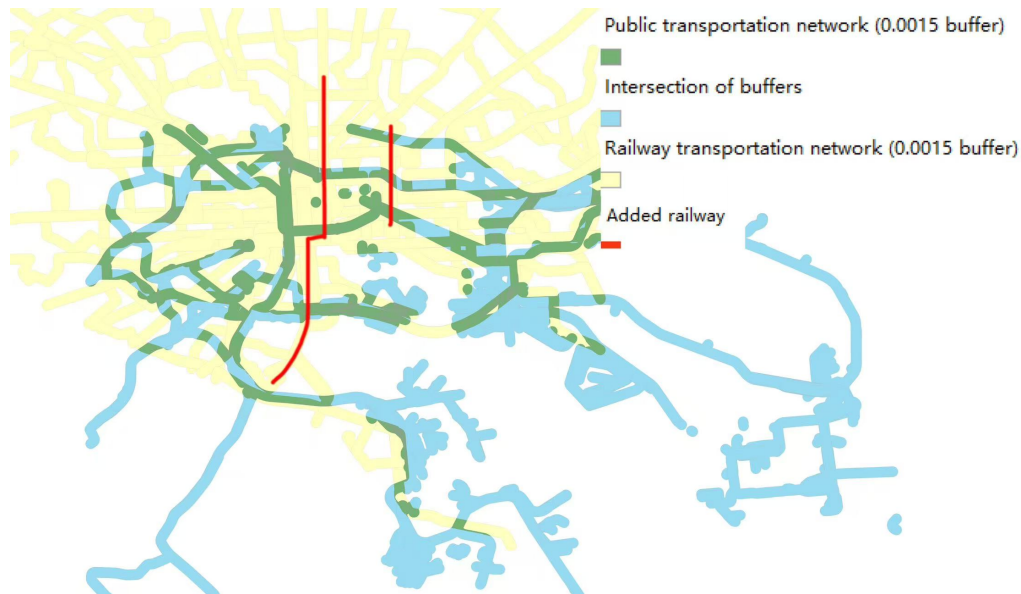 Public transportation network (0.0015 buffer)
Intersection of buffers
Railway transportation network (0.0015 buffer)
Added railway